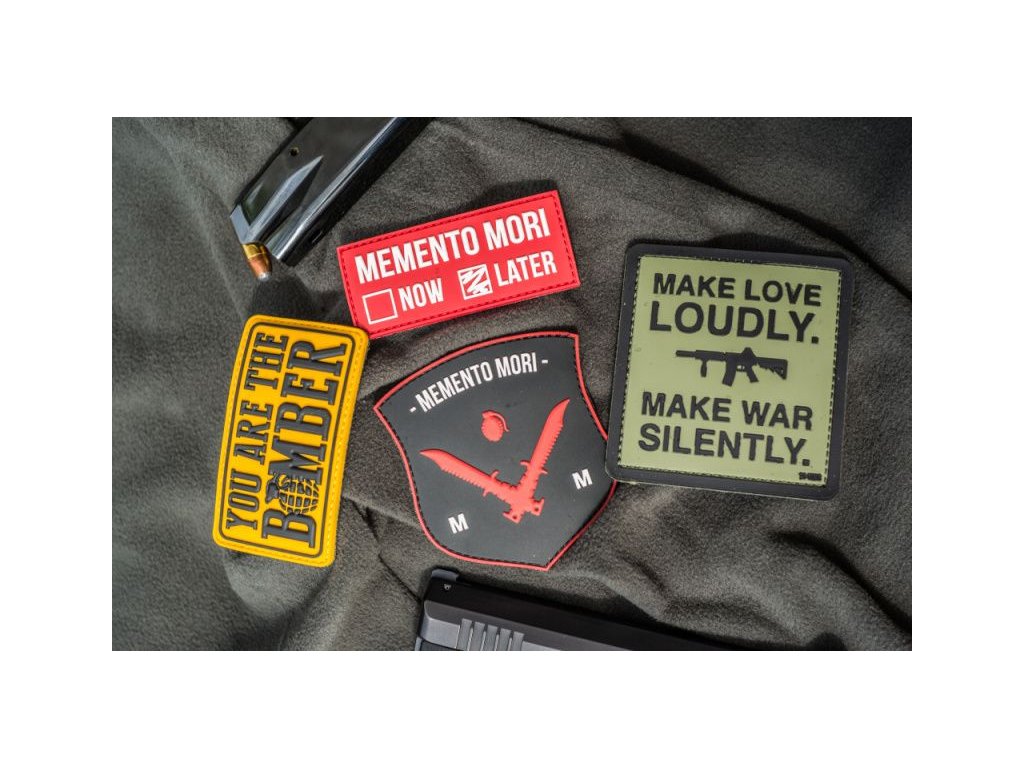 MEMENTO MORI
NOW LATER
YOU ARE THE
BOMBER
- MEMENTO MORI -
M
M
MAKE LOVE
LOUDLY.
MAKE WAR
SILENTLY.